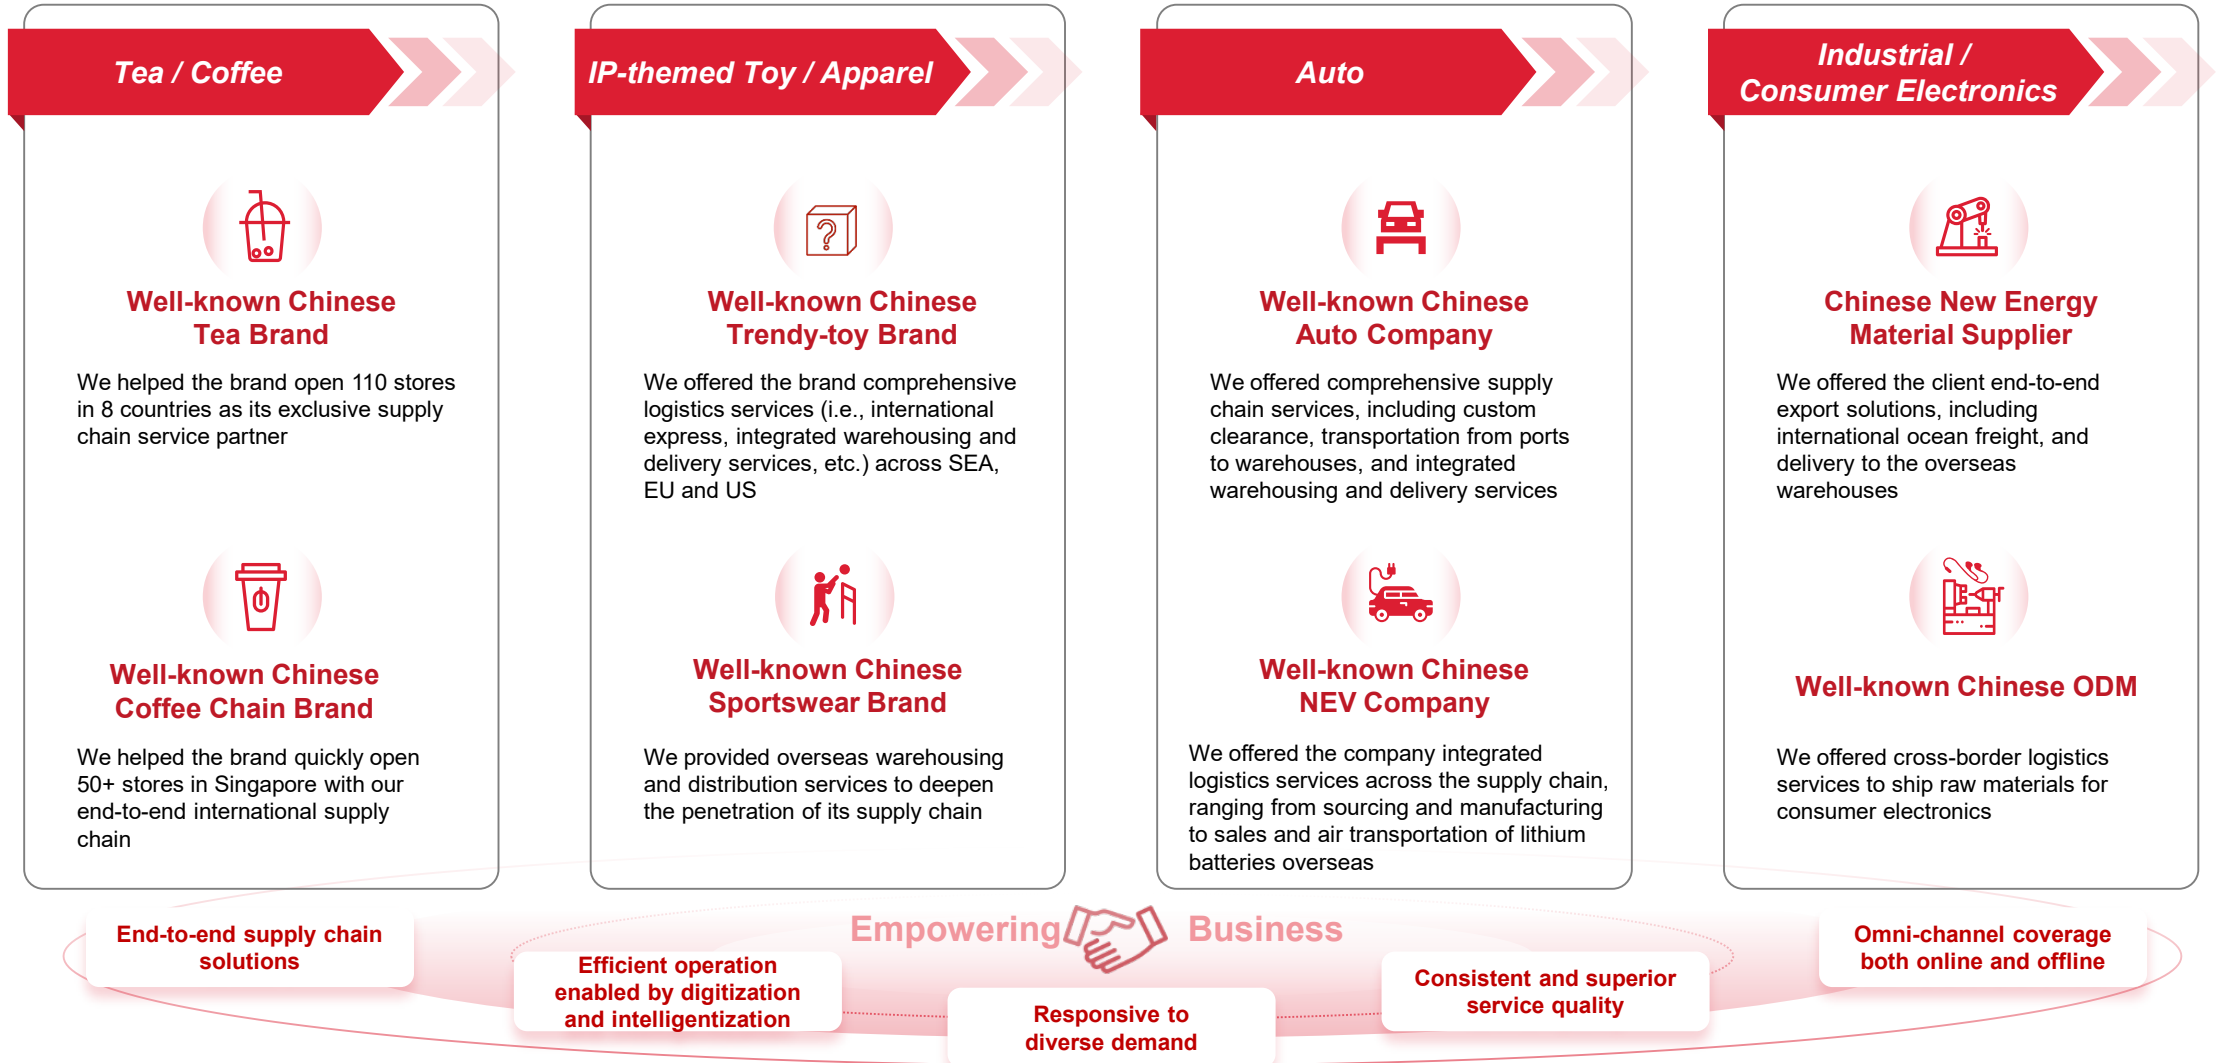 Tea / Coffee
Well-known Chinese
Tea Brand
We helped the brand open 110 stores
in 8 countries as its exclusive supply
chain service partner
Well-known Chinese
Coffee Chain Brand
We helped the brand quickly open
50+ stores in Singapore with our
end-to-end international supply
chain
IP-themed Toy / Apparel
?
Well-known Chinese
Trendy-toy Brand
We offered the brand comprehensive
logistics services (i.e., international
express, integrated warehousing and
delivery services, etc.) across SEA,
EU and US
Well-known Chinese
Sportswear Brand
We provided overseas warehousing
and distribution services to deepen
the penetration of its supply chain
Auto
Well-known Chinese
Auto Company
We offered comprehensive supply
chain services, including custom
clearance, transportation from ports
to warehouses, and integrated
warehousing and delivery services
Well-known Chinese
NEV Company
We offered the company integrated
logistics services across the supply chain,
ranging from sourcing and manufacturing
to sales and air transportation of lithium
batteries overseas
Industrial /
Consumer Electronics
Chinese New Energy
Material Supplier
We offered the client end-to-end
export solutions, including
international ocean freight, and
delivery to the overseas
warehouses
Well-known Chinese ODM
We offered cross-border logistics
services to ship raw materials for
consumer electronics
Empowering Business
End-to-end supply chain
solutions
Efficient operation
enabled by digitization
and intelligentization
Responsive to
diverse demand
Consistent and superior
service quality
Omni-channel coverage
both online and offline